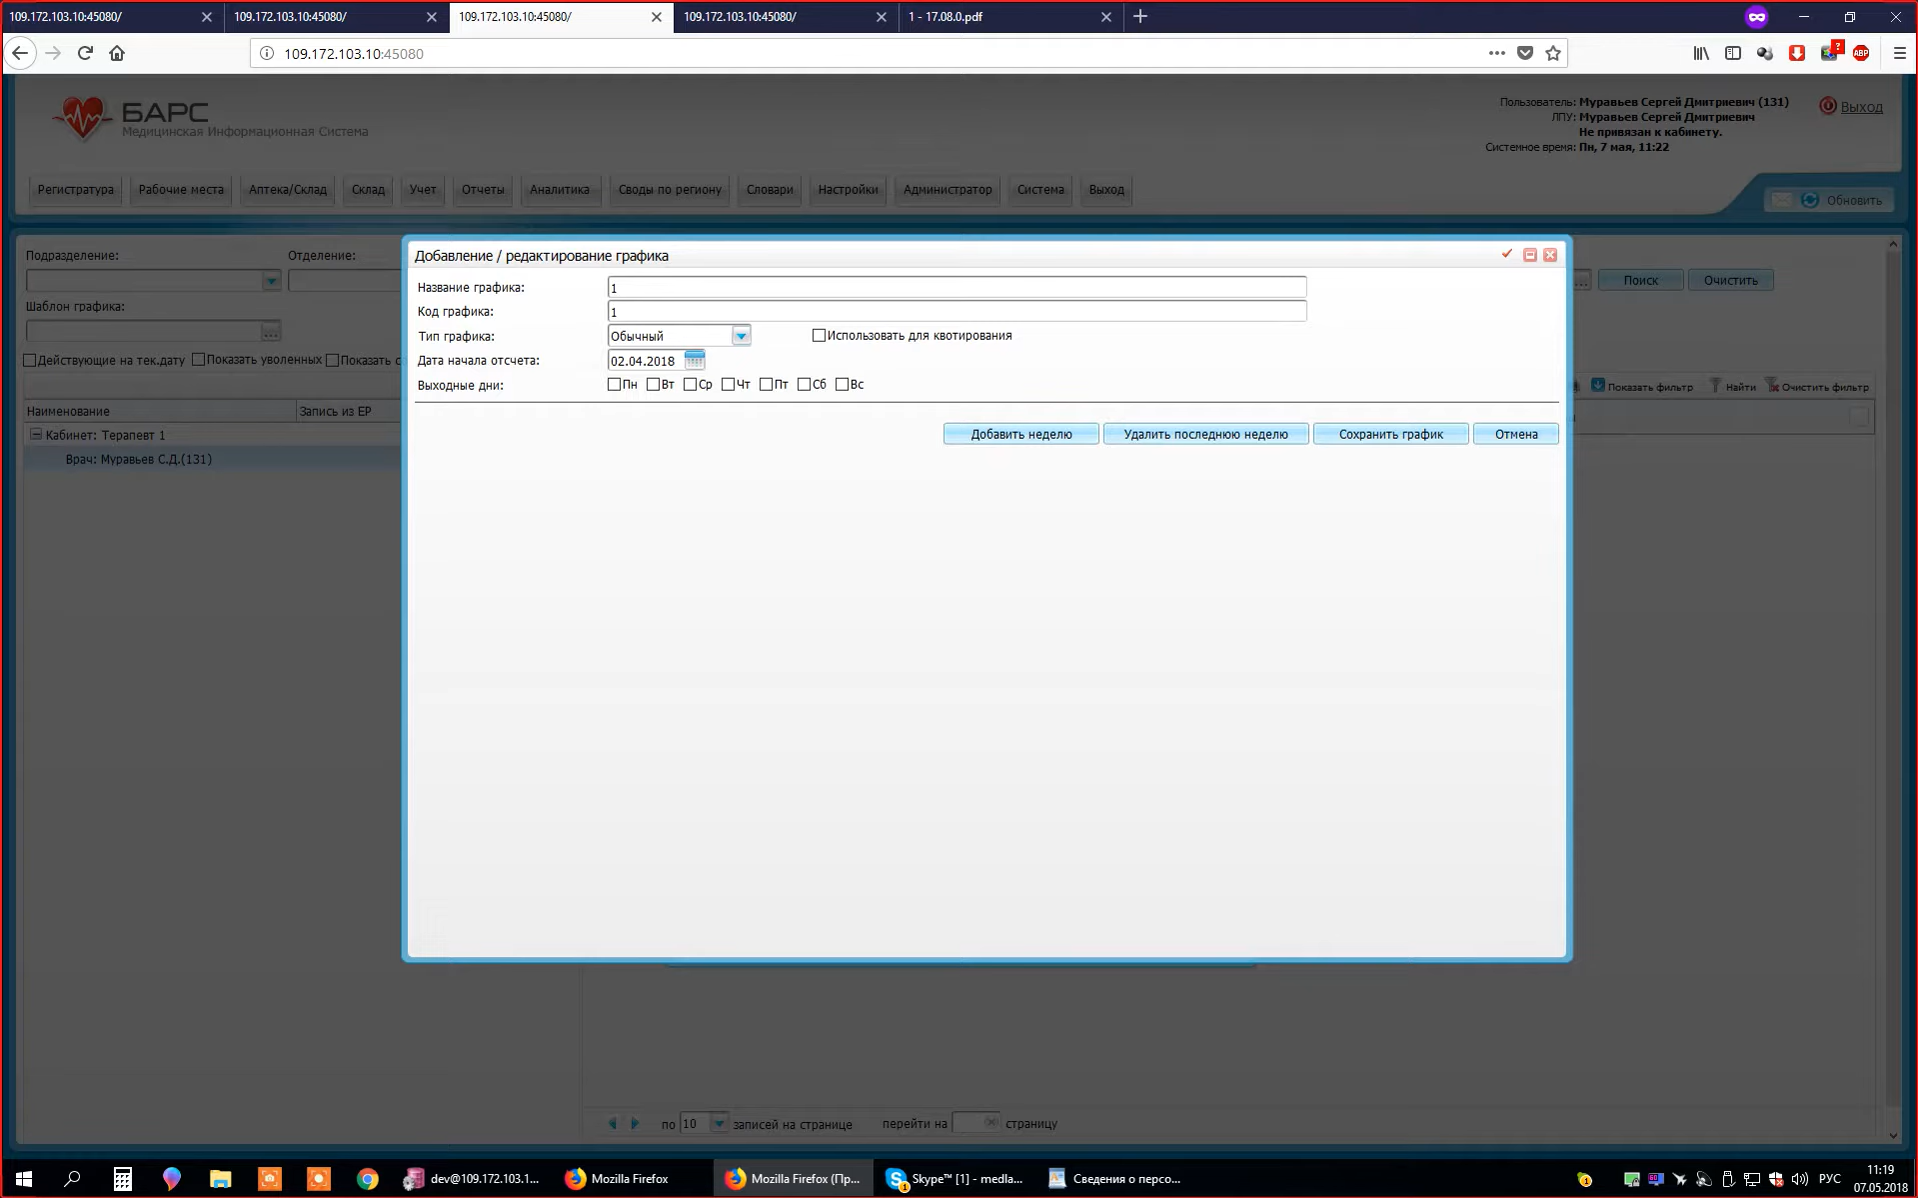 109.172.103.10:45080/
109.172.103.10:45080/
109.172.103.10:45080/
109.172.103.10:45080/
1 - 17.08.0.pdf
109.172.103.10:45080
ABP
БАРС
Медицинская Информационная Система
Пользователь: Муравьев Сергей Дмитриевич (131)
ЛПУ: Муравьев Сергей Дмитриевич
Не привязан к кабинету.
Системное время: Пн, 7 мая, 11:22
Выход
Регистратура Рабочие места Аптека/Склад Склад Учет Отчеты Аналитика Своды по региону Словари Настройки Администратор Система Выход
Обновить
Подразделение: Отделение:
Поиск Очистить
Шаблон графика:
Действующие на тек.дату Показать уволенных Показать с
Показать фильтр Найти Очистить фильтр
Наименование Запись из ЕР
Кабинет: Терапевт 1
Врач: Муравьев С.Д.(131)
Добавление / редактирование графика
Название графика: 1
Код графика: 1
Тип графика: Обычный Использовать для квотирования
Дата начала отсчета: 02.04.2018
Выходные дни: Пн Вт Ср Чт Пт Сб Вс
Добавить неделю Удалить последнюю неделю Сохранить график Отмена
по 10 записей на странице перейти на страницу
dev@109.172.103.1...
Mozilla Firefox
Mozilla Firefox (Пр...
Skype™ [1] - medla...
Сведения о персо...
РУС
11:19
07.05.2018